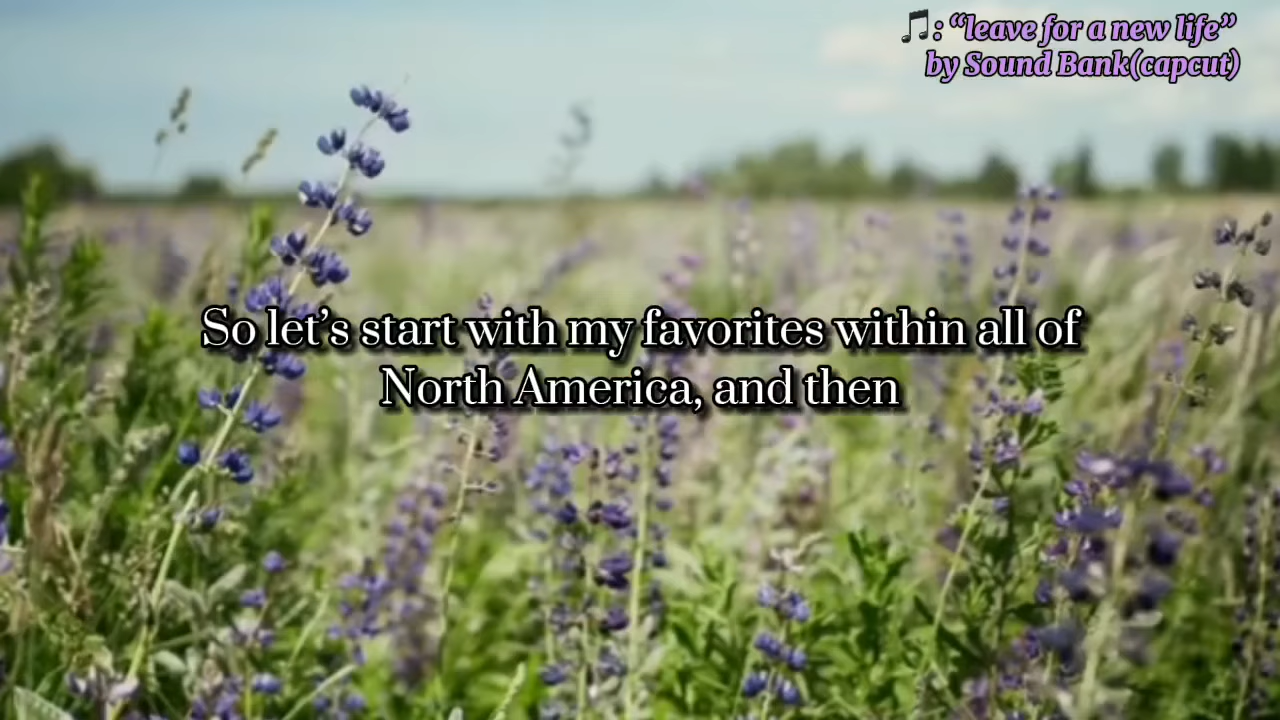 🎵: “leave for a new life”
by Sound Bank(capcut)
So let’s start with my favorites within all of
North America, and then